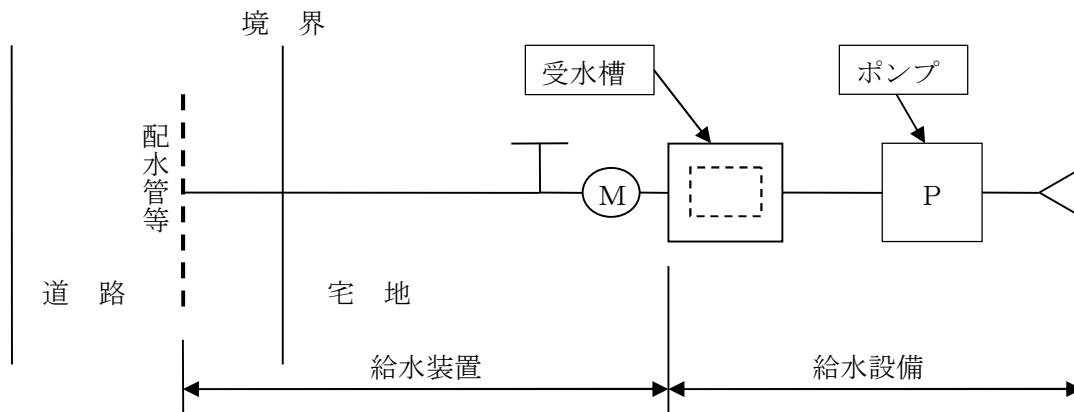 境 界
受水槽
ポンプ
配水管等
M
P
道 路
宅 地
給水装置
給水設備